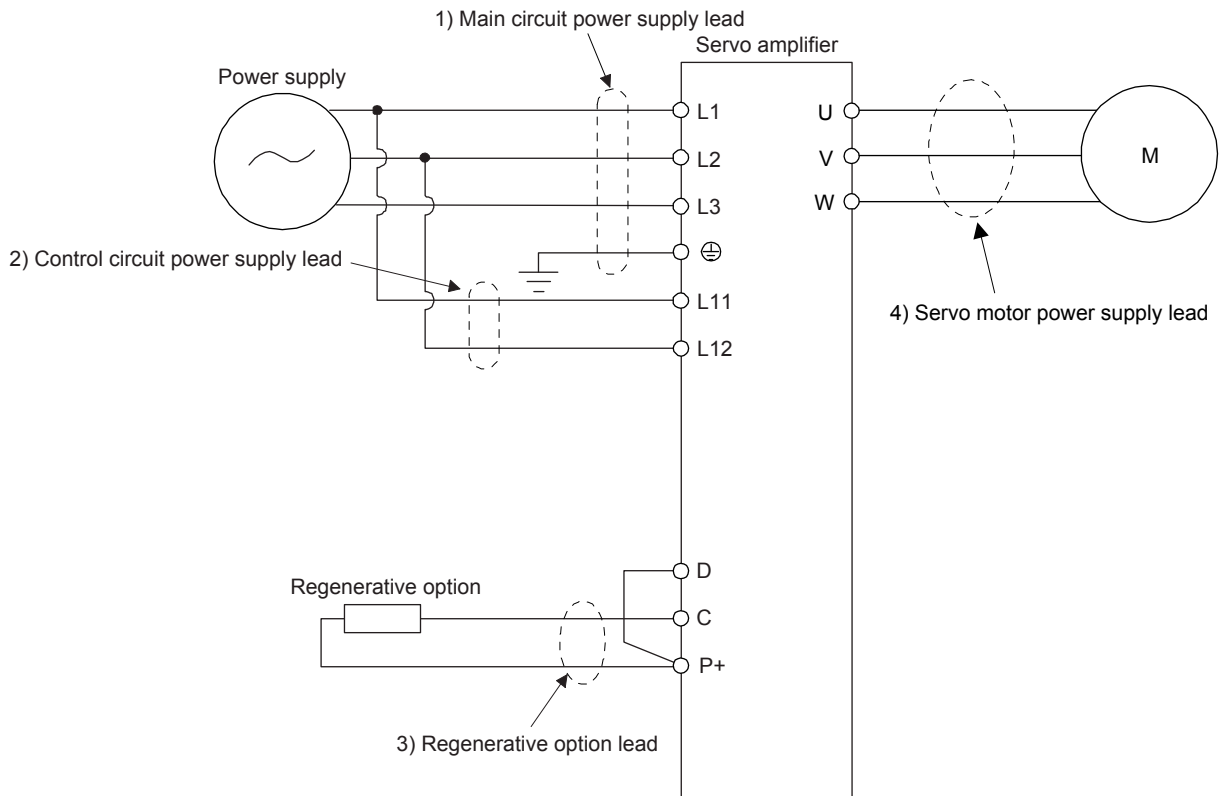 1) Main circuit power supply lead
Servo amplifier
Power supply
L1
U
L2
V
M
L3
W
2) Control circuit power supply lead
L11
4) Servo motor power supply lead
L12
D
Regenerative option
C
P+
3) Regenerative option lead